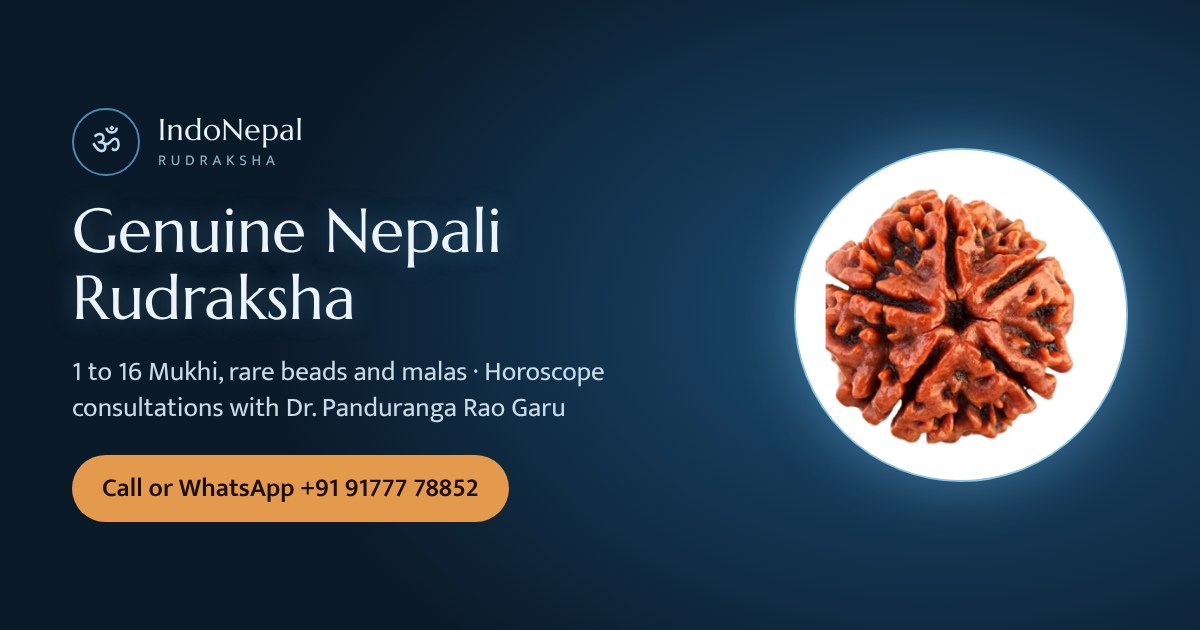 ॐ
IndoNepal
RUDRAKSHA
Genuine Nepali
Rudraksha
1 to 16 Mukhi, rare beads and malas · Horoscope
consultations with Dr. Panduranga Rao Garu
Call or WhatsApp +91 91777 78852